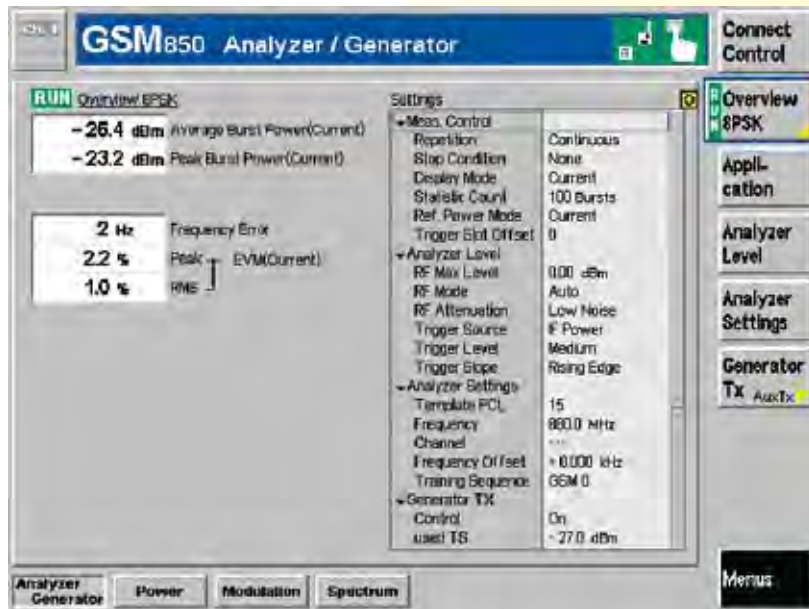 GSM850 Analyzer / Generator
Connect Control
RUN Overview 8PSK
-26.4 dBm Average Burst Power(Current)
-23.2 dBm Peak Burst Power(Current)
2 Hz Frequency Error
2.2 % Peak EVM(Current)
1.0 % RMS
Settings
Meas. Control
Repetition Continuous
Stop Condition None
Display Mode Current
Statistic Count 100 Bursts
Ref. Power Mode Current
Trigger Slot Offset 0
Analyzer Level
RF Max Level 0.00 dBm
RF Mode Auto
RF Attenuation Low Noise
Trigger Source IF Power
Trigger Level Medium
Trigger Slope Rising Edge
Analyzer Settings
Template PCL 15
Frequency MHz
Channel ---
Frequency Offset + 0.000 kHz
Training Sequence GSM 0
Generator TX
Control On
used TS - 27.0 dBm
RUN Overview 8PSK
Appli-
cation
Analyzer
Level
Analyzer
Settings
Generator
Tx AuxTx
Menus
Analyzer Generator
Power
Modulation
Spectrum